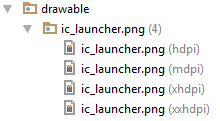 drawable
ic_launcher.png (4)
ic_launcher.png (hdpi)
ic_launcher.png (mdpi)
ic_launcher.png (xhdpi)
ic_launcher.png (xxhdpi)